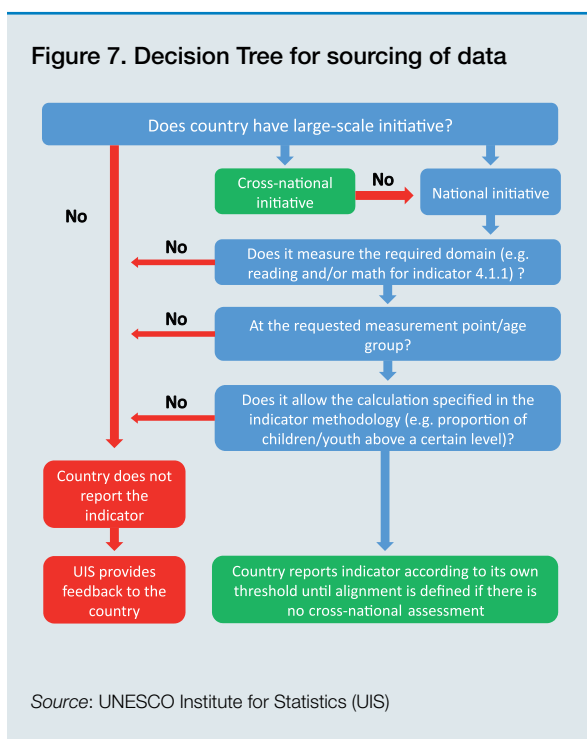 Figure 7. Decision Tree for sourcing of data
Does country have large-scale initiative?
No
Cross-national
initiative
No
National initiative
No
Does it measure the required domain (e.g.
reading and/or math for indicator 4.1.1) ?
No
At the requested measurement point/age
group?
No
Does it allow the calculation specified in the
indicator methodology (e.g. proportion of
children/youth above a certain level)?
Country does not
report the
indicator
UIS provides
feedback to the
country
Country reports indicator according to its own
threshold until alignment is defined if there is
no cross-national assessment
Source: UNESCO Institute for Statistics (UIS)